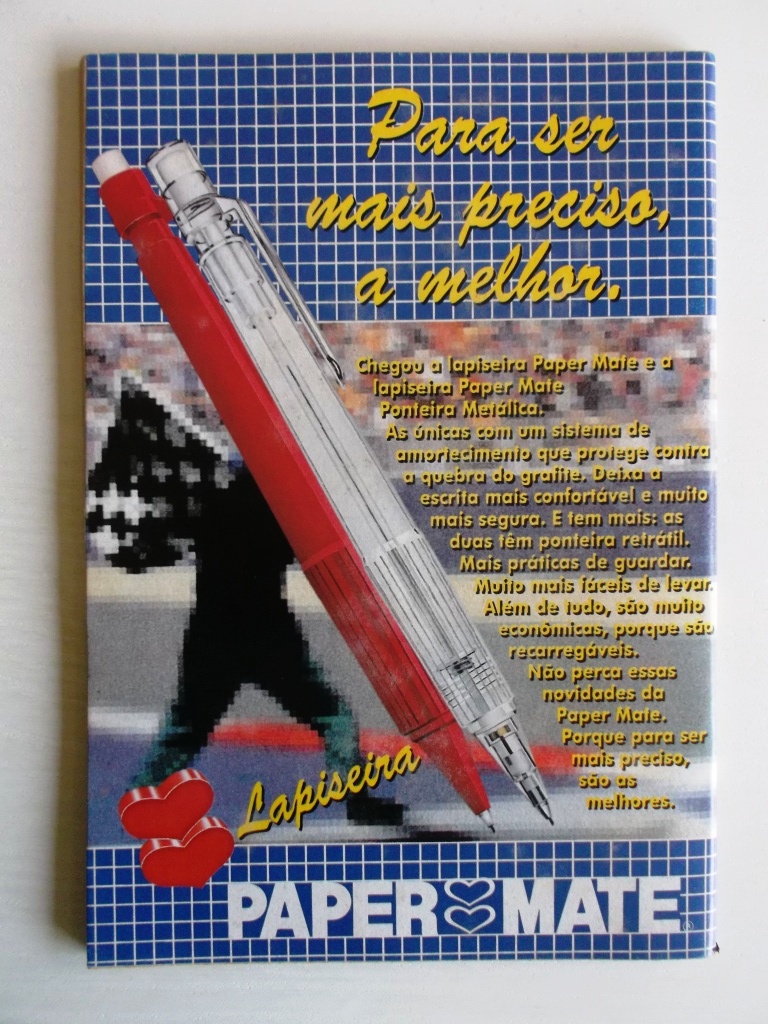 Para ser
mais preciso,
a melhor.
Chegou a lapiseira Paper Mate e a
lapiseira Paper Mate
Ponteira Metálica.
As únicas com um sistema de
amortecimento que protege contra
a quebra do grafite. Deixa a
escrita mais confortável e muito
mais segura. E tem mais: as
duas têm ponteira retrátil.
Mais práticas de guardar.
Muito mais fáceis de levar.
Além de tudo, são muito
econômicas, porque são
recarregáveis.
Não perca essas
novidades da
Paper Mate.
Porque para ser
mais preciso,
são as
melhores.
Lapiseira
PAPER MATE®